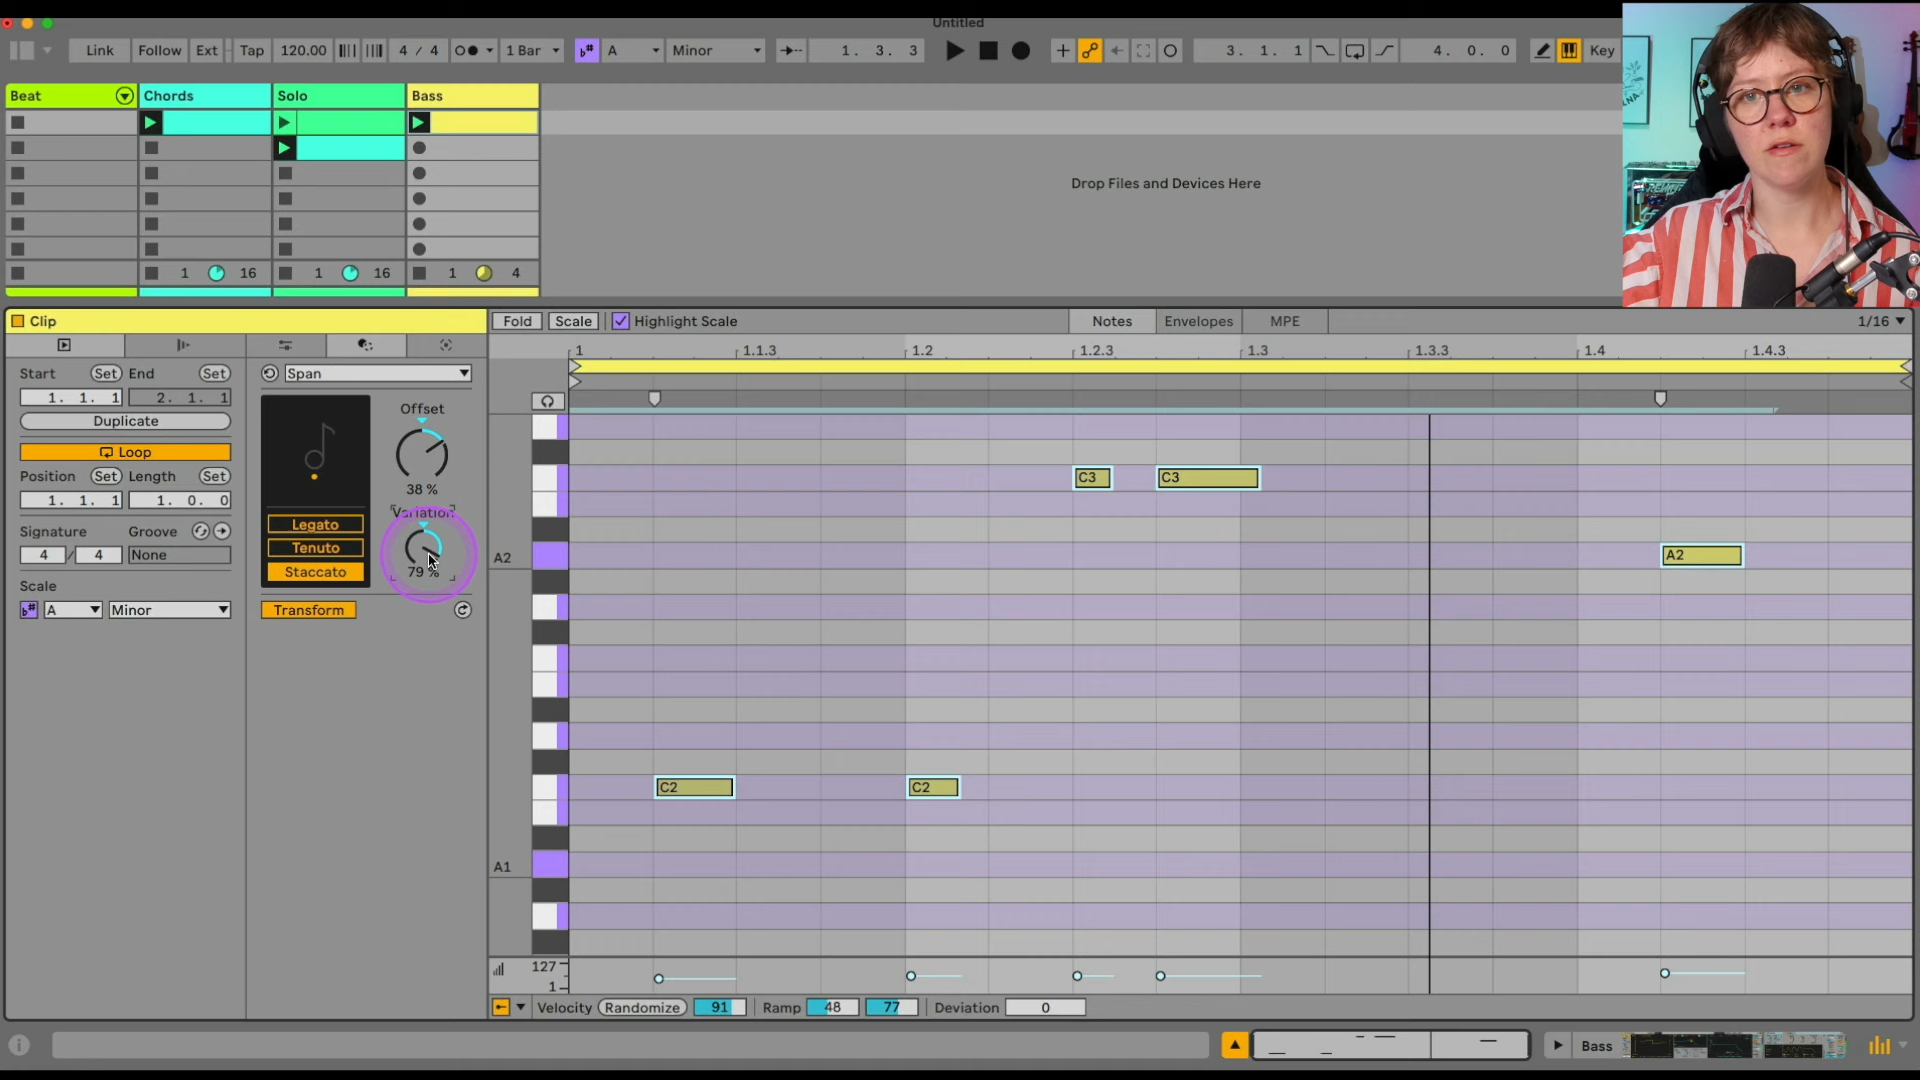 Untitled
Link Follow Ext Tap 120.00 4 / 4 1 Bar A Minor 1. 3. 3 3. 1. 1 4. 0. 0 Key
Beat Chords Solo Bass
1 16 1 16 1 4
Drop Files and Devices Here
Clip
Fold Scale Highlight Scale Notes Envelopes MPE 1/16
1 1.1.3 1.2 1.2.3 1.3 1.3.3 1.4 1.4.3
Start Set End Set
1. 1. 1 2. 1. 1
Duplicate
Loop
Position Set Length Set
1. 1. 1 1. 0. 0
Signature Groove
4 / 4 None
Scale
A Minor
Span
Offset
38 %
Variation
79 %
Legato
Tenuto
Staccato
Transform
C3 C3
A2 A2
C2 C2
A1
127
1
Velocity Randomize 91 Ramp 48 77 Deviation 0
Bass